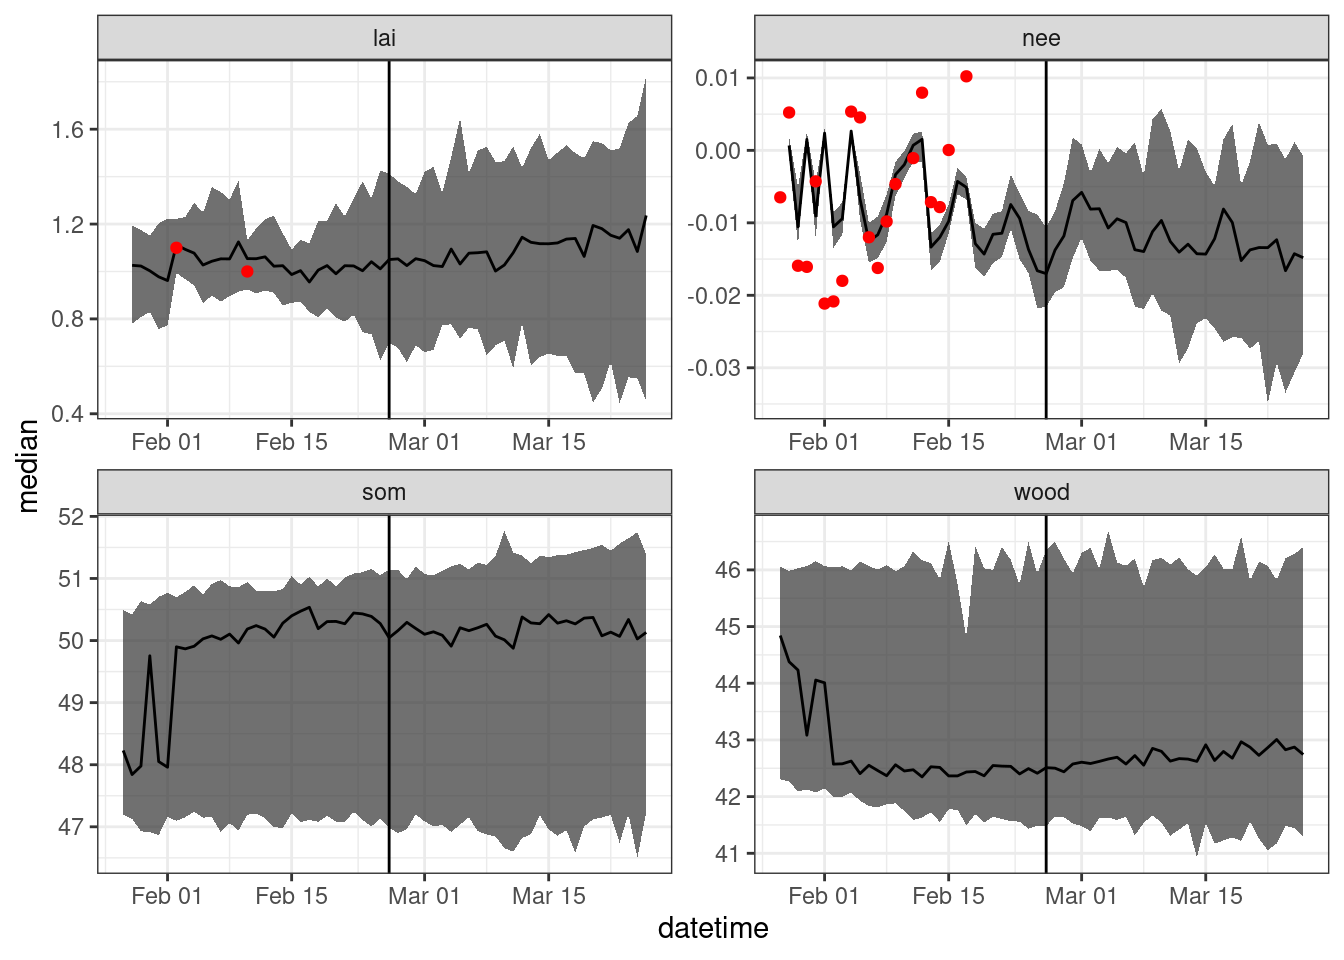 lai
nee
1.6
1.2
0.8
0.4
0.01
0.00
-0.01
-0.02
-0.03
Feb 01 Feb 15 Mar 01 Mar 15
Feb 01 Feb 15 Mar 01 Mar 15
median
som
wood
52
51
50
49
48
47
46
45
44
43
42
41
Feb 01 Feb 15 Mar 01 Mar 15
Feb 01 Feb 15 Mar 01 Mar 15
datetime